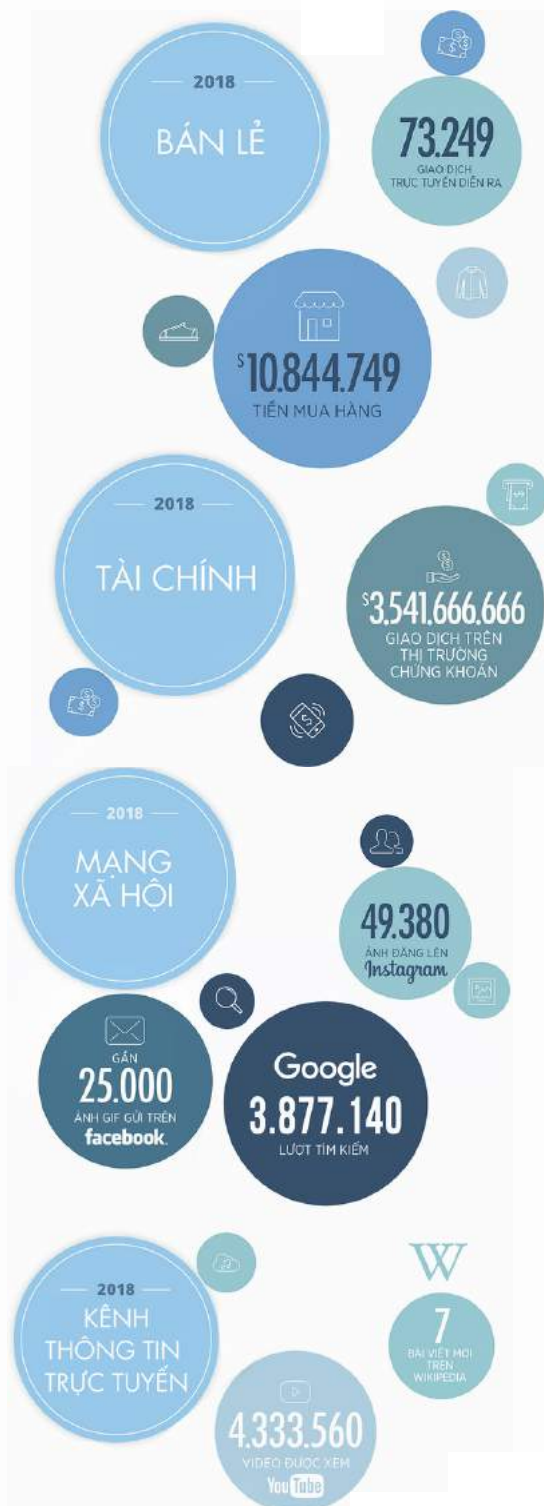 2018
BÁN LẺ
73.249
GIAO DỊCH
TRỰC TUYẾN DIỄN RA
$10.844.749
TIỀN MUA HÀNG
2018
TÀI CHÍNH
$3.541.666.666
GIAO DỊCH TRÊN
THỊ TRƯỜNG
CHỨNG KHOÁN
2018
MẠNG
XÃ HỘI
49.380
ẢNH ĐĂNG LÊN
Instagram
GẦN
25.000
ẢNH GIF GỬI TRÊN
facebook
Google
3.877.140
LƯỢT TÌM KIẾM
2018
KÊNH
THÔNG TIN
TRỰC TUYẾN
W
7
BÀI VIẾT MỚI
TRÊN
WIKIPEDIA
4.333.560
VIDEO ĐƯỢC XEM
YouTube